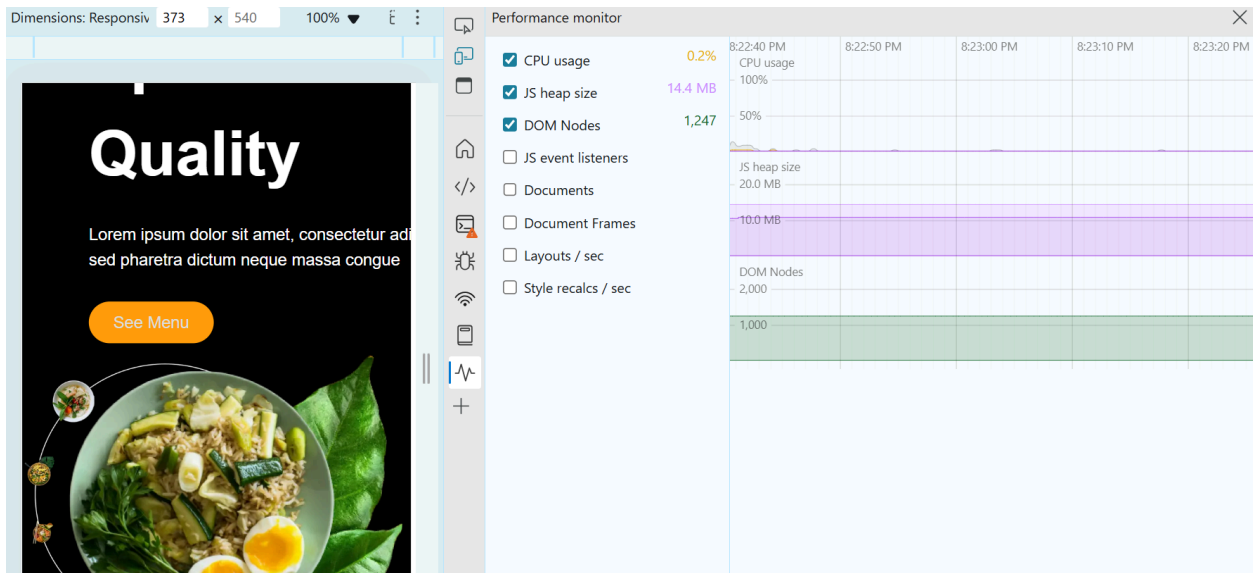 Dimensions: Responsiv 373 × 540 100%
Quality
Lorem ipsum dolor sit amet, consectetur adi
sed pharetra dictum neque massa congue
See Menu
Performance monitor
CPU usage 0.2%
JS heap size 14.4 MB
DOM Nodes 1,247
JS event listeners
Documents
Document Frames
Layouts / sec
Style recalcs / sec
8:22:40 PM 8:22:50 PM 8:23:00 PM 8:23:10 PM 8:23:20 PM
CPU usage
100%
50%
JS heap size
20.0 MB
10.0 MB
DOM Nodes
2,000
1,000